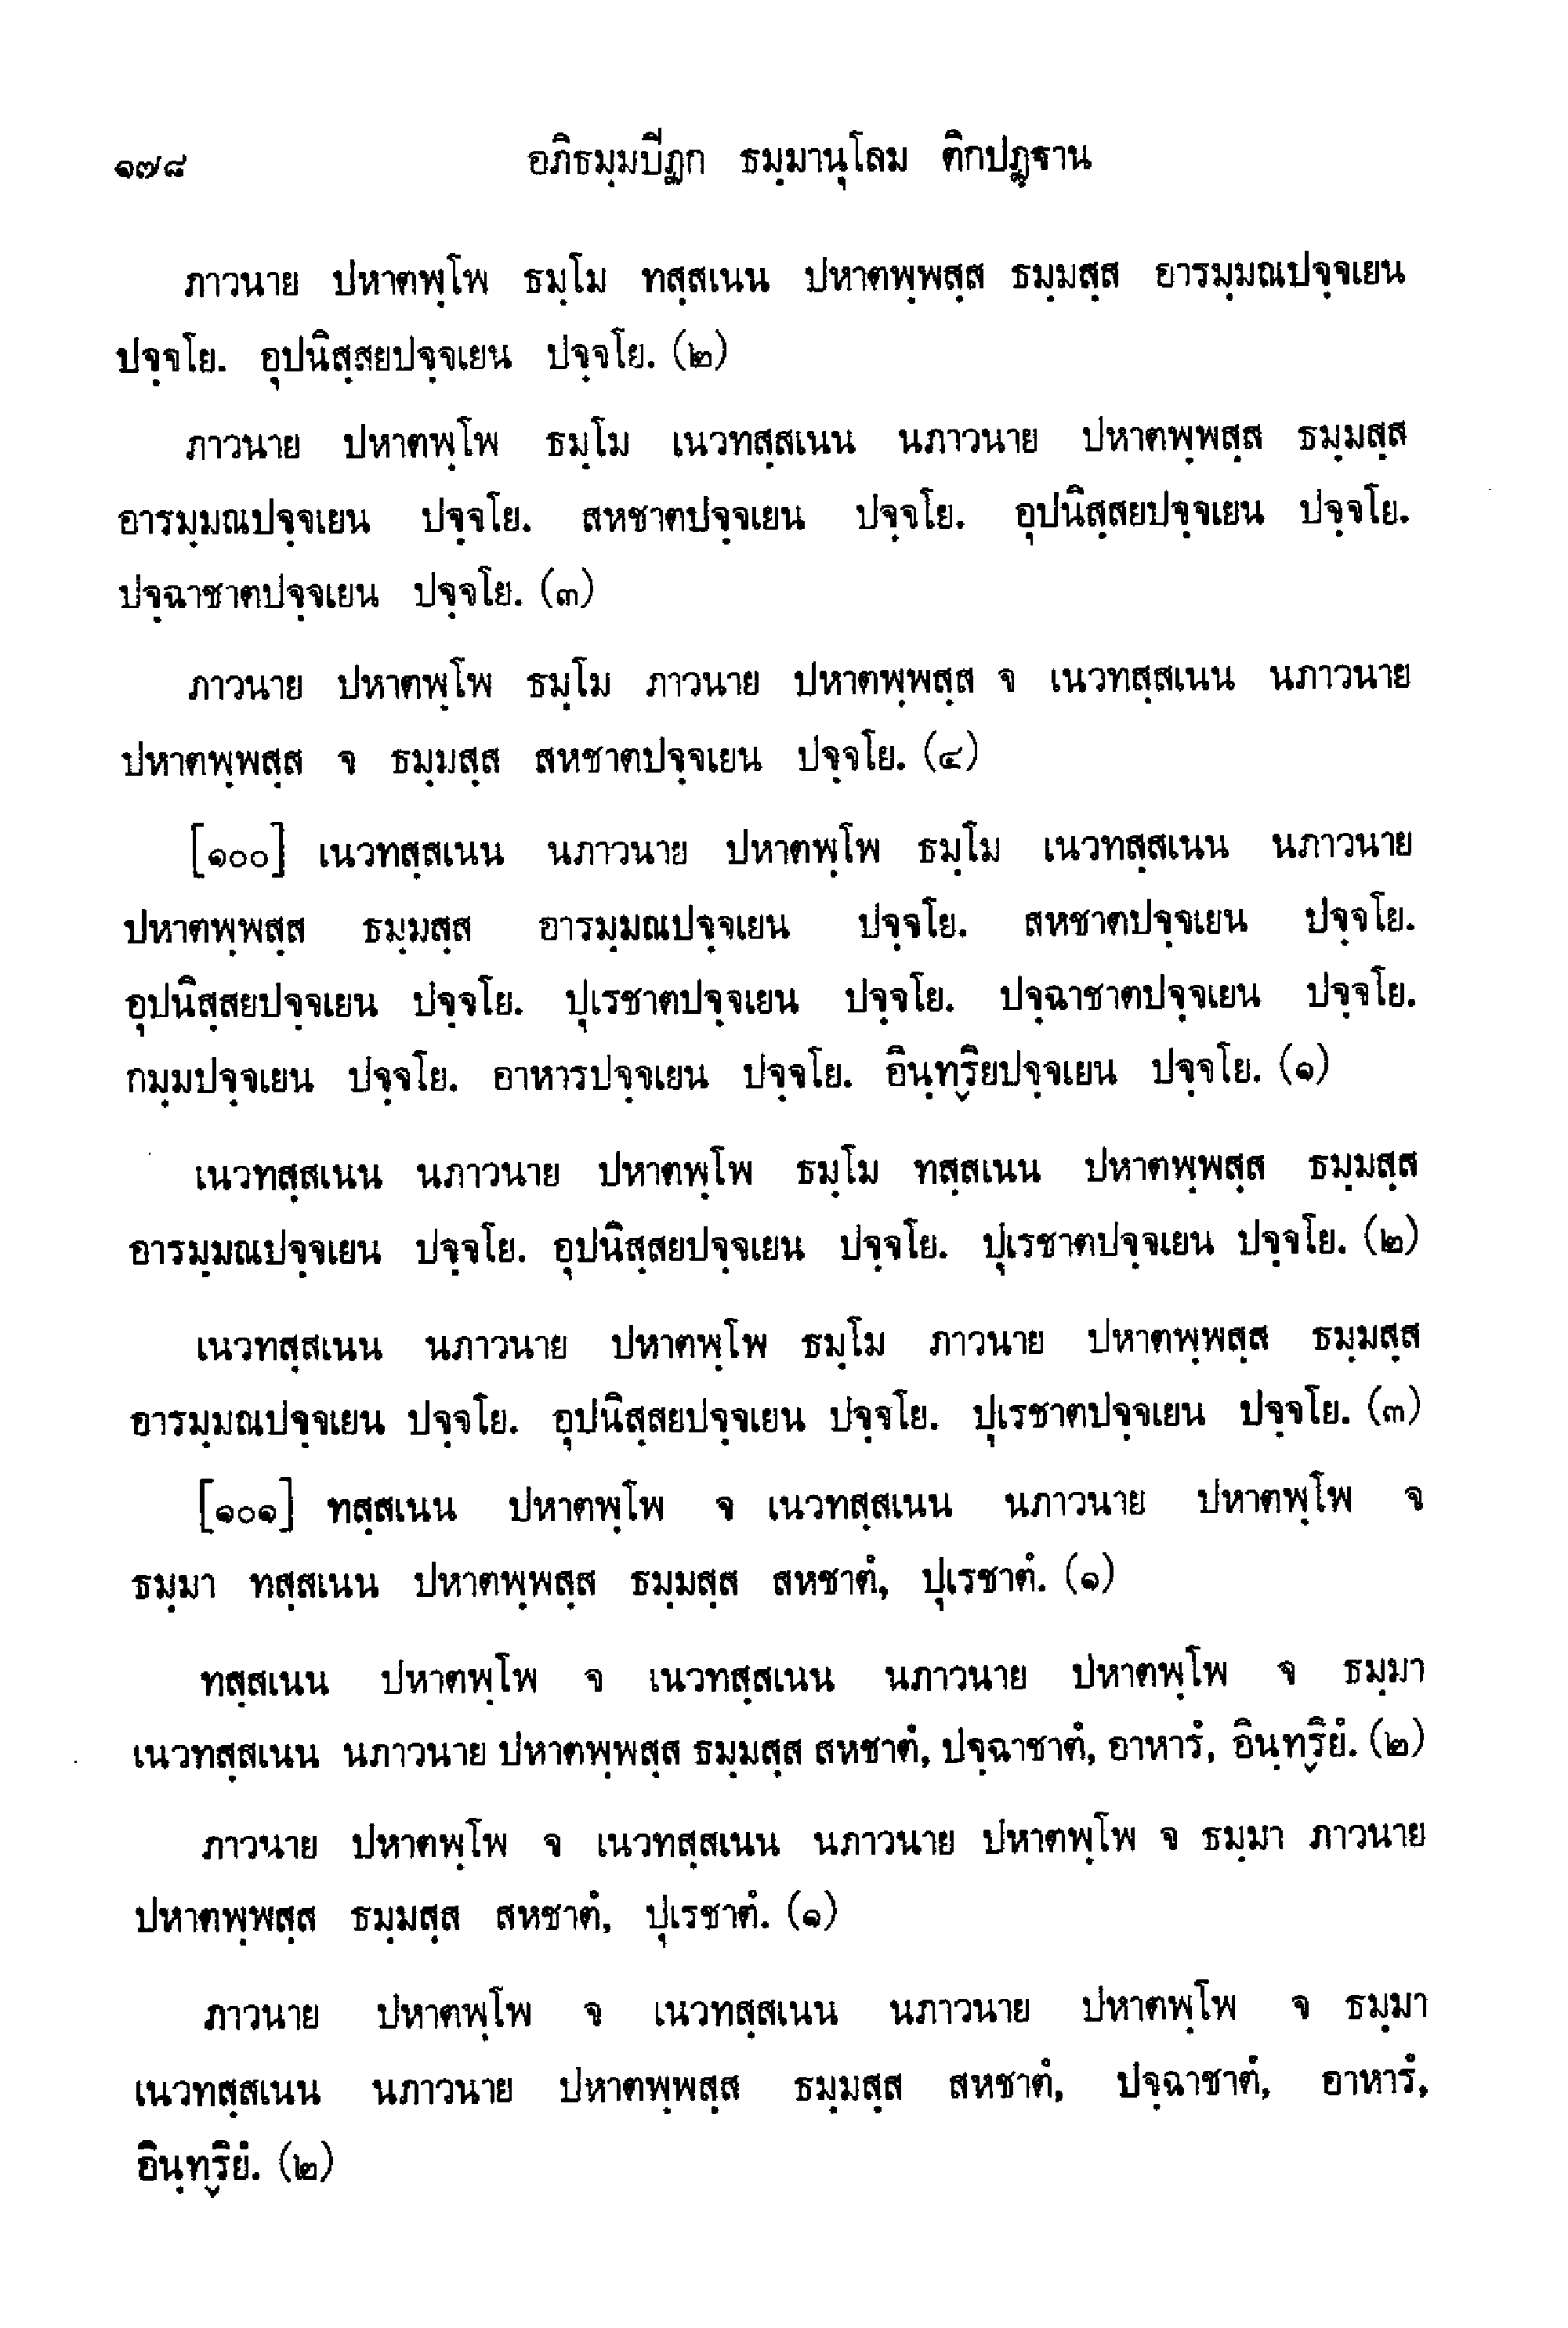 ๑๗๘ อภิธมฺมปีฏก ธมฺมานุโลม ติกปฏฺฐาน
ภาวนาย ปหาตพฺโพ ธมฺโม ทสฺสเนน ปหาตพฺพสฺส ธมฺมสฺส อารมฺมณปจฺจเยน
ปจฺจโย. อุปนิสฺสยปจฺจเยน ปจฺจโย. (๒)
ภาวนาย ปหาตพฺโพ ธมฺโม เนวทสฺสเนน นภาวนาย ปหาตพฺพสฺส ธมฺมสฺส
อารมฺมณปจฺจเยน ปจฺจโย. สหชาตปจฺจเยน ปจฺจโย. อุปนิสฺสยปจฺจเยน ปจฺจโย.
ปจฺฉาชาตปจฺจเยน ปจฺจโย. (๓)
ภาวนาย ปหาตพฺโพ ธมฺโม ภาวนาย ปหาตพฺพสฺส จ เนวทสฺสเนน นภาวนาย
ปหาตพฺพสฺส จ ธมฺมสฺส สหชาตปจฺจเยน ปจฺจโย. (๔)
[๑๐๐] เนวทสฺสเนน นภาวนาย ปหาตพฺโพ ธมฺโม เนวทสฺสเนน นภาวนาย
ปหาตพฺพสฺส ธมฺมสฺส อารมฺมณปจฺจเยน ปจฺจโย. สหชาตปจฺจเยน ปจฺจโย.
อุปนิสฺสยปจฺจเยน ปจฺจโย. ปุเรชาตปจฺจเยน ปจฺจโย. ปจฺฉาชาตปจฺจเยน ปจฺจโย.
กมฺมปจฺจเยน ปจฺจโย. อาหารปจฺจเยน ปจฺจโย. อินฺทฺริยปจฺจเยน ปจฺจโย. (๑)
เนวทสฺสเนน นภาวนาย ปหาตพฺโพ ธมฺโม ทสฺสเนน ปหาตพฺพสฺส ธมฺมสฺส
อารมฺมณปจฺจเยน ปจฺจโย. อุปนิสฺสยปจฺจเยน ปจฺจโย. ปุเรชาตปจฺจเยน ปจฺจโย. (๒)
เนวทสฺสเนน นภาวนาย ปหาตพฺโพ ธมฺโม ภาวนาย ปหาตพฺพสฺส ธมฺมสฺส
อารมฺมณปจฺจเยน ปจฺจโย. อุปนิสฺสยปจฺจเยน ปจฺจโย. ปุเรชาตปจฺจเยน ปจฺจโย. (๓)
[๑๐๑] ทสฺสเนน ปหาตพฺโพ จ เนวทสฺสเนน นภาวนาย ปหาตพฺโพ จ
ธมฺมา ทสฺสเนน ปหาตพฺพสฺส ธมฺมสฺส สหชาตํ, ปุเรชาตํ. (๑)
ทสฺสเนน ปหาตพฺโพ จ เนวทสฺสเนน นภาวนาย ปหาตพฺโพ จ ธมฺมา
เนวทสฺสเนน นภาวนาย ปหาตพฺพสฺส ธมฺมสฺส สหชาตํ, ปจฺฉาชาตํ, อาหารํ, อินฺทฺริยํ. (๒)
ภาวนาย ปหาตพฺโพ จ เนวทสฺสเนน นภาวนาย ปหาตพฺโพ จ ธมฺมา ภาวนาย
ปหาตพฺพสฺส ธมฺมสฺส สหชาตํ, ปุเรชาตํ. (๑)
ภาวนาย ปหาตพฺโพ จ เนวทสฺสเนน นภาวนาย ปหาตพฺโพ จ ธมฺมา
เนวทสฺสเนน นภาวนาย ปหาตพฺพสฺส ธมฺมสฺส สหชาตํ, ปจฺฉาชาตํ, อาหารํ,
อินฺทฺริยํ. (๒)